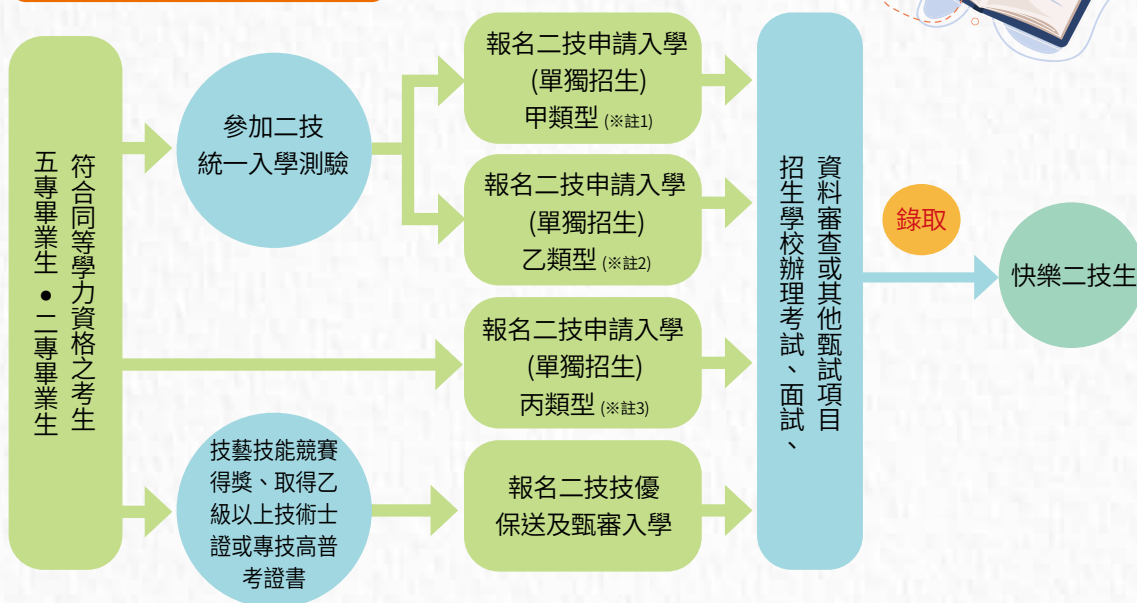 符合同等學力資格之考生
五專畢業生●二專畢業生
參加二技
統一入學測驗
技藝技能競賽
得獎、取得乙
級以上技術士
證或專技高普
考證書
報名二技申請入學
(單獨招生)
甲類型 (※註1)
報名二技申請入學
(單獨招生)
乙類型 (※註2)
報名二技申請入學
(單獨招生)
丙類型 (※註3)
報名二技技優
保送及甄審入學
資料審查或其他甄試項目
招生學校辦理考試、面試、
錄取
快樂二技生